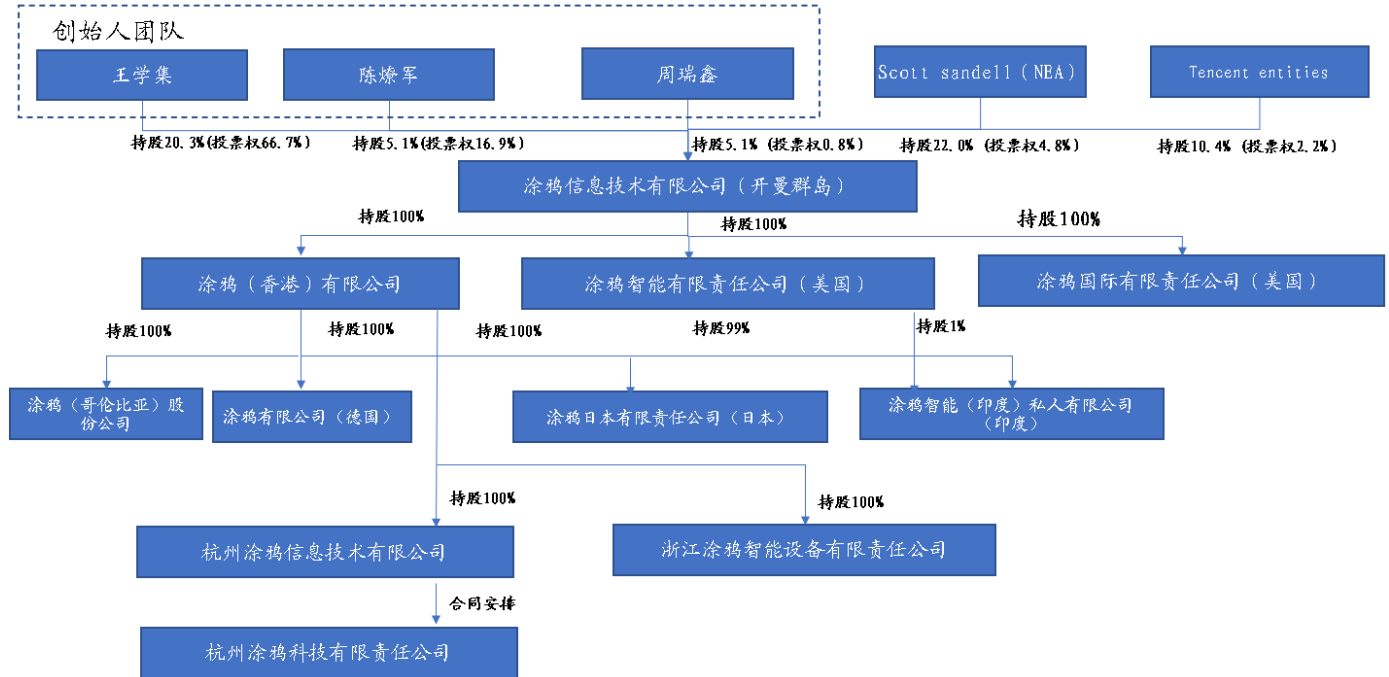 创始人团队
王学集
陈燎军
周瑞鑫
Scott sandell（NEA）
Tencent entities
持股20.3%(投票权66.7%)
持股5.1%(投票权16.9%)
持股5.1% (投票权0.8%)
持股22.0% (投票权4.8%)
持股10.4% (投票权2.2%)
涂鸦信息技术有限公司（开曼群岛）
持股100%
持股100%
持股100%
涂鸦（香港）有限公司
涂鸦智能有限责任公司（美国）
涂鸦国际有限责任公司（美国）
持股100%
持股100%
持股100%
持股99%
持股1%
涂鸦（哥伦比亚）股
份公司
涂鸦有限公司（德国）
涂鸦日本有限责任公司（日本）
涂鸦智能（印度）私人有限公司
（印度）
持股100%
持股100%
杭州涂鸦信息技术有限公司
浙江涂鸦智能设备有限责任公司
合同安排
杭州涂鸦科技有限责任公司